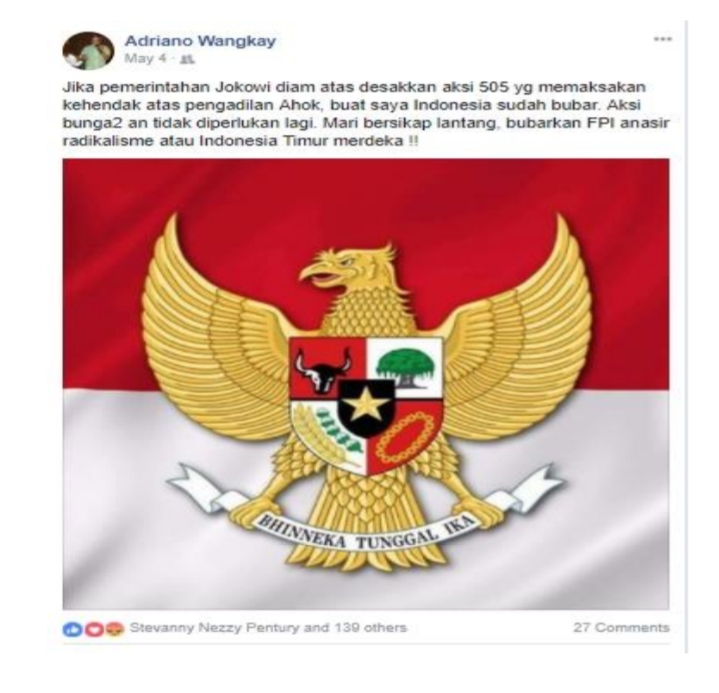 Adriano Wangkay
May 4
Jika pemerintahan Jokowi diam atas desakkan aksi 505 yg memaksakan
kehendak atas pengadilan Ahok, buat saya Indonesia sudah bubar. Aksi
bunga2 an tidak diperlukan lagi. Mari bersikap lantang, bubarkan FPI anasir
radikalisme atau Indonesia Timur merdeka !!
BHINNEKA TUNGGAL IKA
Stevanny Nezzy Pentury and 139 others
27 Comments